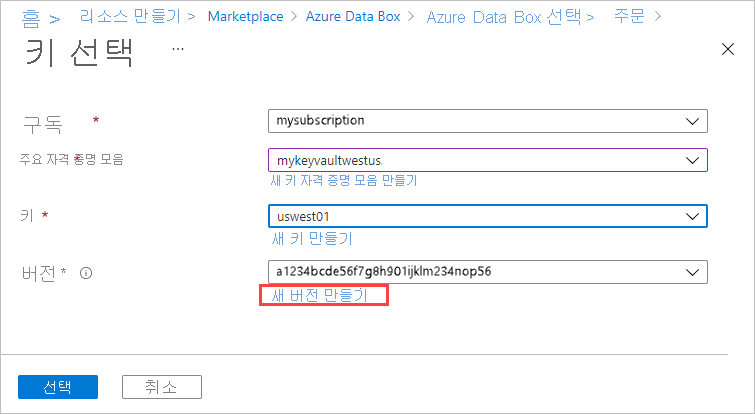 홈 > 리소스 만들기 > Marketplace > Azure Data Box > Azure Data Box 선택 > 주문 >
키 선택 ...
구독 *
mysubscription
주요 자격 증명 모음 *
mykeyvaultwestus
새 키 자격 증명 모음 만들기
키 *
uswest01
새 키 만들기
버전 *
a1234bcde56f7g8h901ijklm234nop56
새 버전 만들기
선택 취소